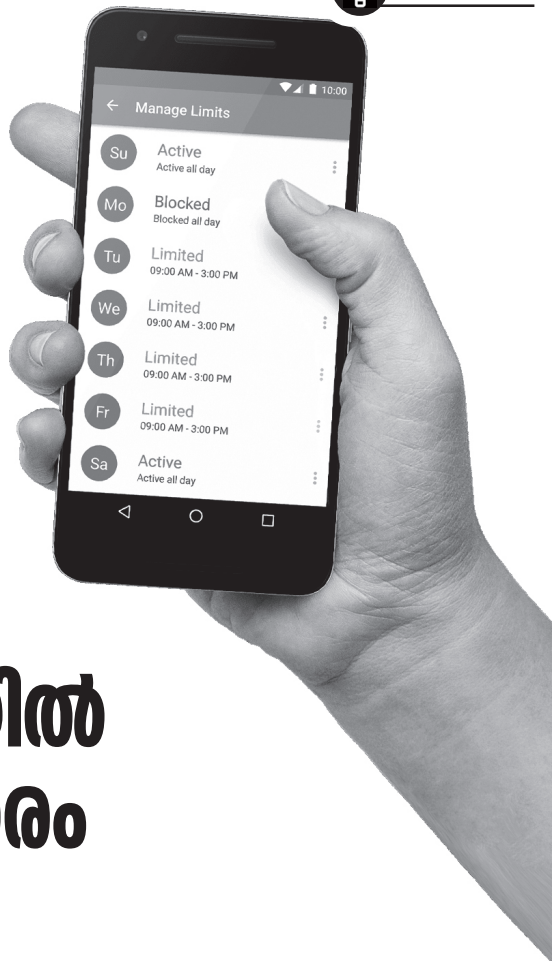 10:00
Manage Limits
Su
Active
Active all day
Mo
Blocked
Blocked all day
Tu
Limited
09:00 AM - 3:00 PM
We
Limited
09:00 AM - 3:00 PM
Th
Limited
09:00 AM - 3:00 PM
Fr
Limited
09:00 AM - 3:00 PM
Sa
Active
Active all day